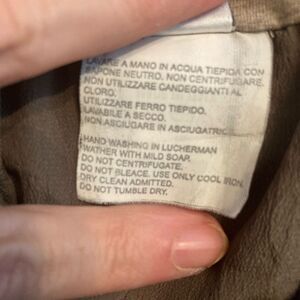 LAVARE A MANO IN ACQUA TIEPIDA CON
SAPONE NEUTRO. NON CENTRIFUGARE.
NON UTILIZZARE CANDEGGIANTI AL
CLORO.
UTILIZZARE FERRO TIEPIDO.
LAVABILE A SECCO.
NON ASCIUGARE IN ASCIUGATRIC
HAND WASHING IN LUCHERMAN
WATHER WITH MILD SOAP.
DO NOT CENTRIFUGATE.
DO NOT BLEACE. USE ONLY COOL IRON.
DRY CLEAN ADMITTED.
DO NOT TUMBLE DRY.